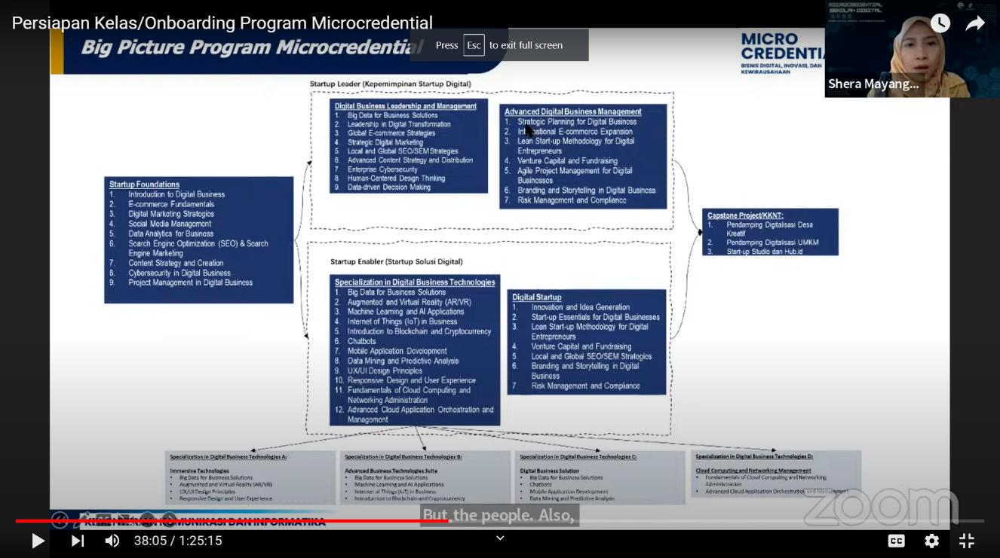 Persiapan Kelas/Onboarding Program Microcredential
Big Picture Program Microcredential
Press Esc to exit full screen
MICRO
CREDENTI
BISNIS DIGITAL, INOVASI, DAN
KEWIRAUSAHAAN
MICROCREDENTIAL
SEKOLAH DIGITAL
Shera Mayang...
Startup Leader (Kepemimpinan Startup Digital)
Digital Business Leadership and Management
1. Big Data for Business Solutions
2. Leadership in Digital Transformation
3. Global E-commerce Strategies
4. Strategic Digital Marketing
5. Local and Global SEO/SEM Strategies
6. Advanced Content Strategy and Distribution
7. Enterprise Cybersecurity
8. Human-Centered Design Thinking
9. Data-driven Decision Making
Advanced Digital Business Management
1. Strategic Planning for Digital Business
2. International E-commerce Expansion
3. Lean Start-up Methodology for Digital
Entrepreneurs
4. Venture Capital and Fundraising
5. Agile Project Management for Digital
Businesses
6. Branding and Storytelling in Digital Business
7. Risk Management and Compliance
Startup Foundations
1. Introduction to Digital Business
2. E-commerce Fundamentals
3. Digital Marketing Strategies
4. Social Media Management
5. Data Analytics for Business
6. Search Engine Optimization (SEO) & Search
Engine Marketing
7. Content Strategy and Creation
8. Cybersecurity in Digital Business
9. Project Management in Digital Business
Capstone Project/KKNT:
1. Pendamping Digitalisasi Desa
Kreatif
2. Pendamping Digitalisasi UMKM
3. Start-up Studio dan Hub.id
Startup Enabler (Startup Solusi Digital)
Specialization in Digital Business Technologies
1. Big Data for Business Solutions
2. Augmented and Virtual Reality (AR/VR)
3. Machine Learning and AI Applications
4. Internet of Things (IoT) in Business
5. Introduction to Blockchain and Cryptocurrency
6. Chatbots
7. Mobile Application Development
8. Data Mining and Predictive Analysis
9. UX/UI Design Principles
10. Responsive Design and User Experience
11. Fundamentals of Cloud Computing and
Networking Administration
12. Advanced Cloud Application Orchestration and
Management
Digital Startup
1. Innovation and Idea Generation
2. Start-up Essentials for Digital Businesses
3. Lean Start-up Methodology for Digital
Entrepreneurs
4. Venture Capital and Fundraising
5. Local and Global SEO/SEM Strategies
6. Branding and Storytelling in Digital
Business
7. Risk Management and Compliance
Specialization in Digital Business Technologies A:
Immersive Technologies
• Big Data for Business Solutions
• Augmented and Virtual Reality (AR/VR)
• UX/UI Design Principles
• Responsive Design and User Experience
Specialization in Digital Business Technologies B:
Advanced Business Technologies Suite
• Big Data for Business Solutions
• Machine Learning and AI Applications
• Internet of Things (IoT) in Business
• Introduction to Blockchain and Cryptocurrency
Specialization in Digital Business Technologies C:
Digital Business Solution
• Big Data for Business Solutions
• Chatbots
• Mobile Application Development
• Data Mining and Predictive Analysis
Specialization in Digital Business Technologies D:
Cloud Computing and Networking Management
• Fundamentals of Cloud Computing and Networking
Administration
• Advanced Cloud Application Orchestration and Management
zoom
But the people. Also,
KOMUNIKASI DAN INFORMATIKA
38:05 / 1:25:15
CC